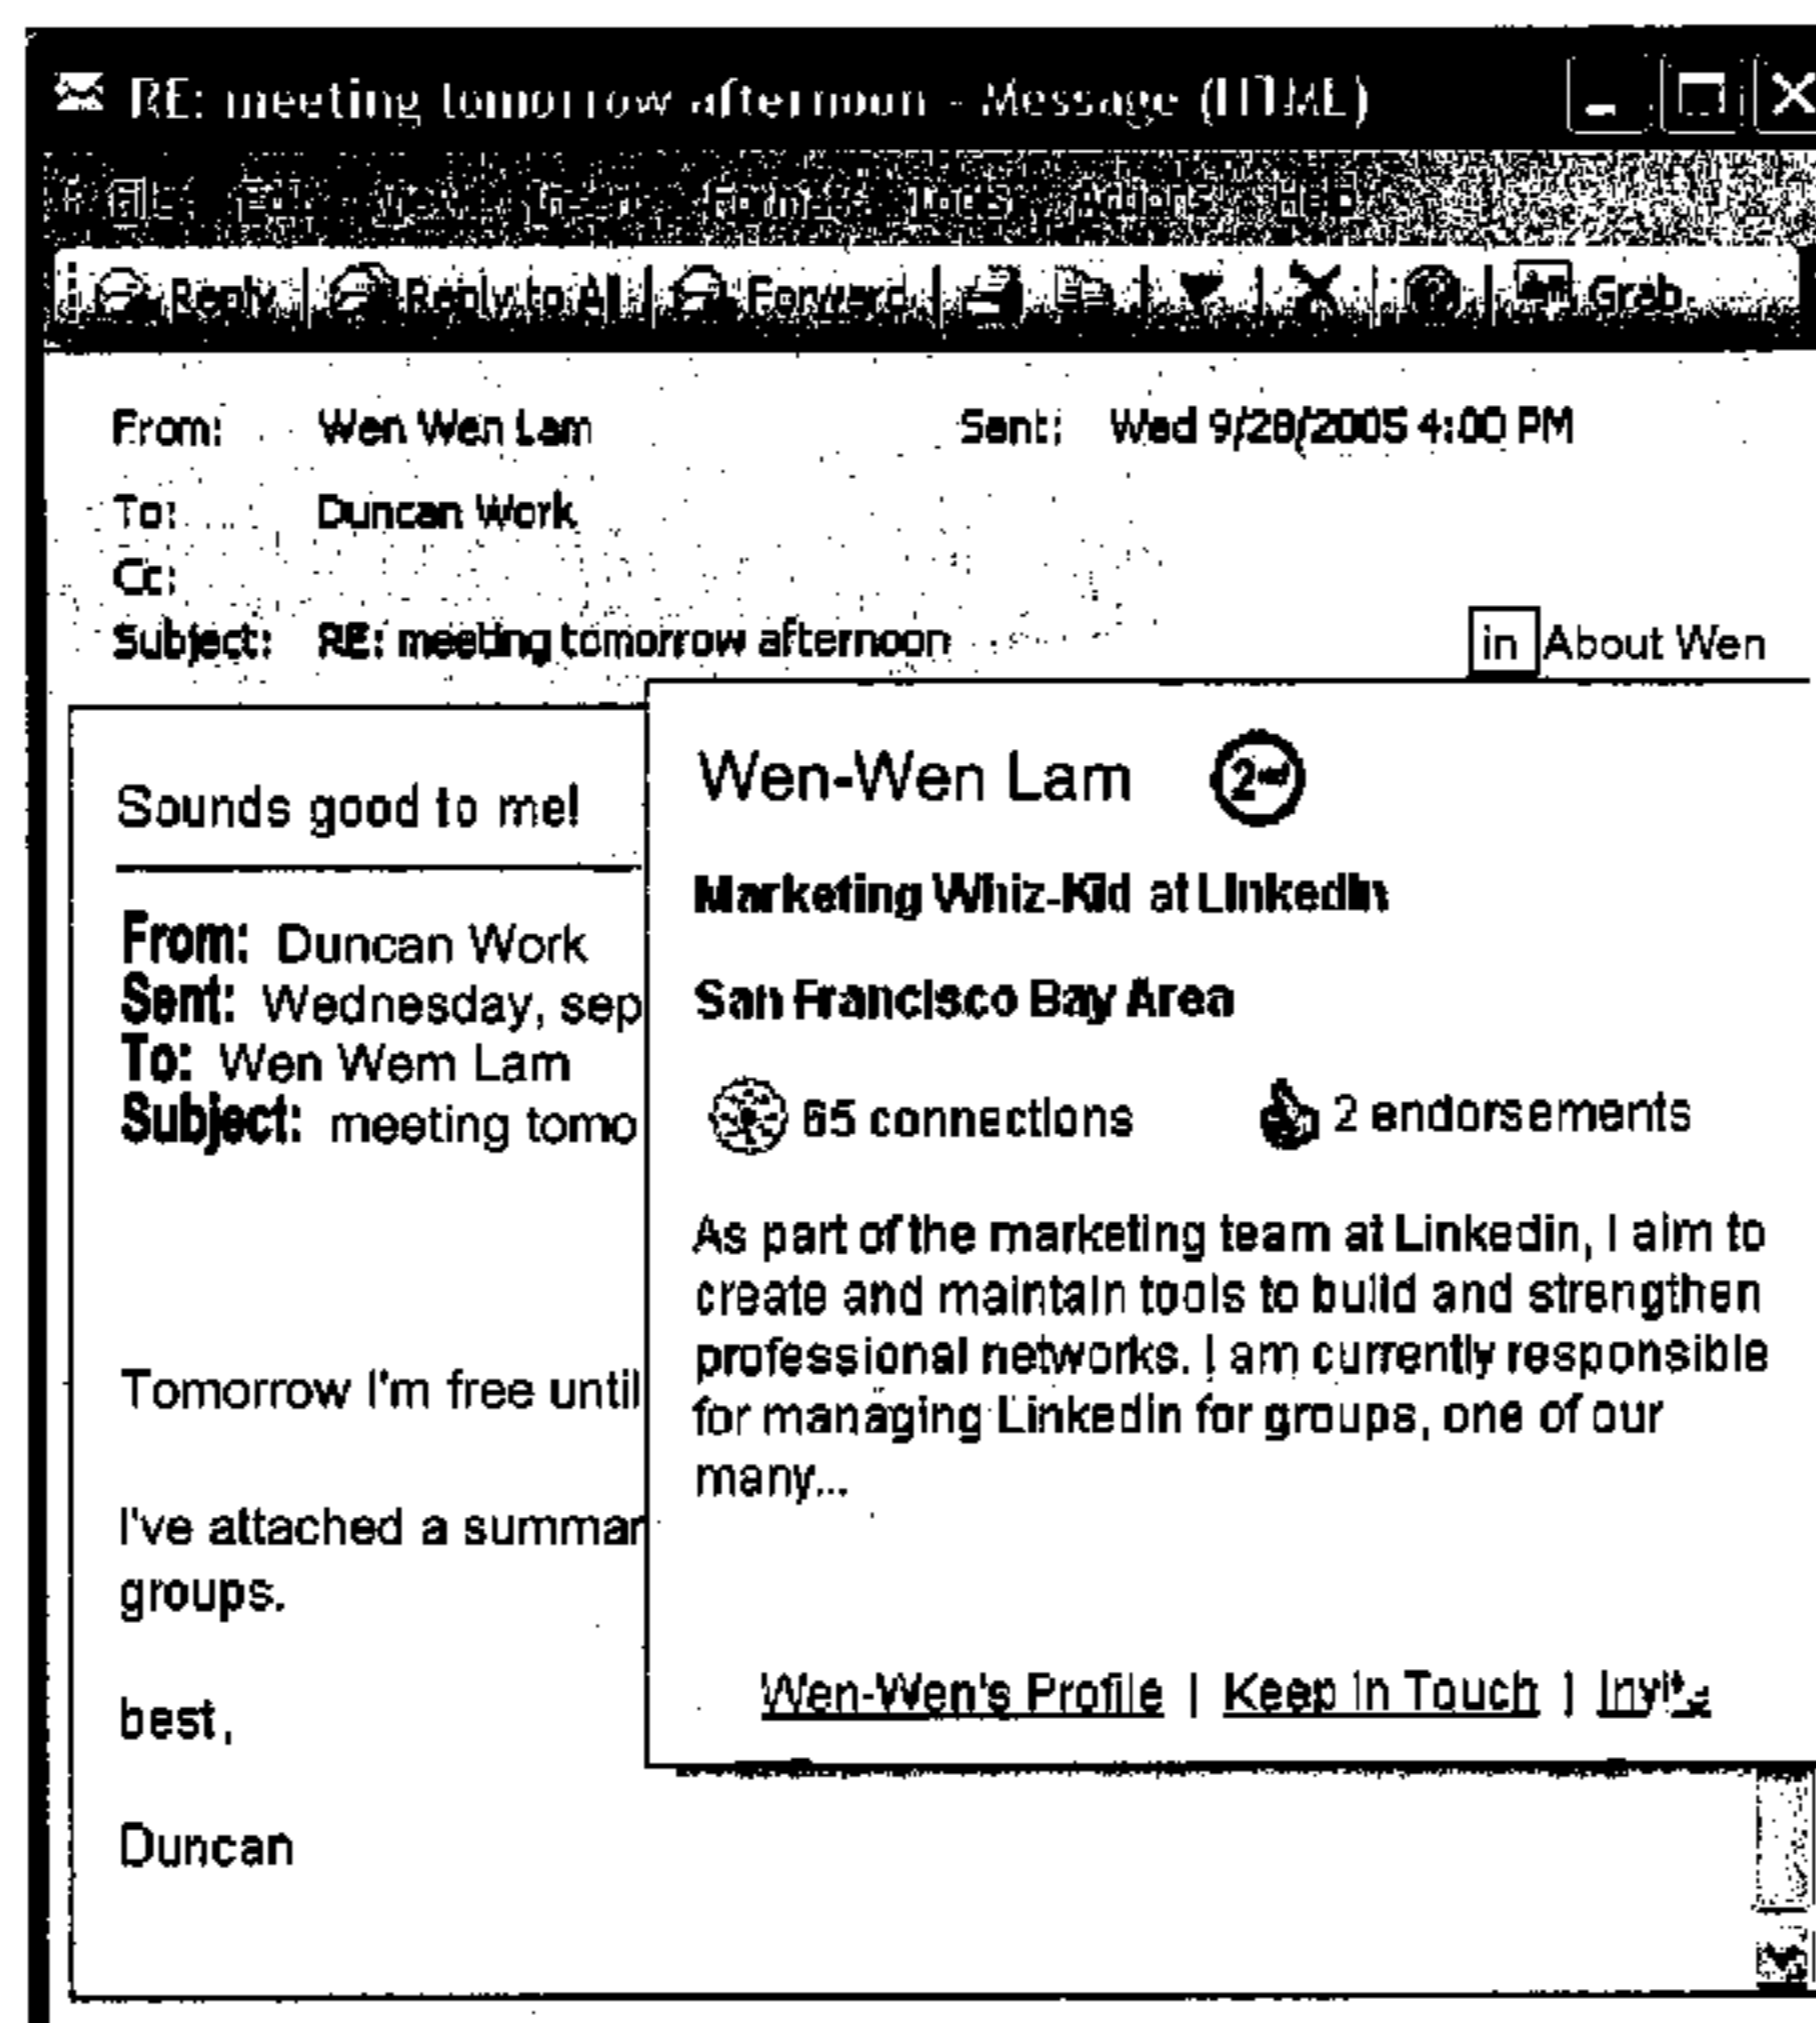 RE: meeting tomorrow afternoon - Message (HTML)
Tools Help
Reply Reply to All Forward Grab
From: Wen Wen Lam Sent: Wed 9/28/2005 4:00 PM
To: Duncan Work
Cc:
Subject: RE: meeting tomorrow afternoon
in About Wen
Sounds good to me!
From: Duncan Work
Sent: Wednesday, sep
To: Wen Wem Lam
Subject: meeting tomo
Tomorrow I'm free until
I've attached a summar
groups.
best,
Duncan
Wen-Wen Lam 2nd
Marketing Whiz-Kid at LinkedIn
San Francisco Bay Area
65 connections 2 endorsements
As part of the marketing team at Linkedin, I aim to
create and maintain tools to build and strengthen
professional networks. I am currently responsible
for managing Linkedin for groups, one of our
many...
Wen-Wen's Profile | Keep in Touch | Invite